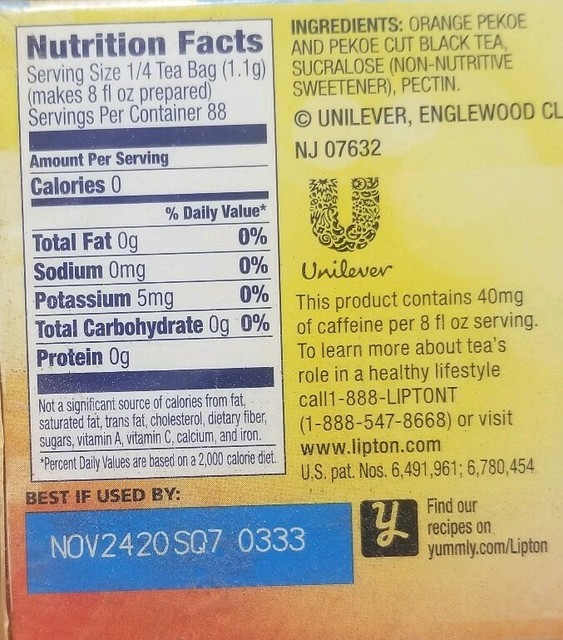 Nutrition Facts
Serving Size 1/4 Tea Bag (1.1g)
(makes 8 fl oz prepared)
Servings Per Container 88
Amount Per Serving
Calories 0
% Daily Value*
Total Fat 0g 0%
Sodium 0mg 0%
Potassium 5mg 0%
Total Carbohydrate 0g 0%
Protein 0g
Not a significant source of calories from fat,
saturated fat, trans fat, cholesterol, dietary fiber,
sugars, vitamin A, vitamin C, calcium, and iron.
*Percent Daily Values are based on a 2,000 calorie diet.
BEST IF USED BY:
NOV2420SQ7 0333
INGREDIENTS: ORANGE PEKOE
AND PEKOE CUT BLACK TEA,
SUCRALOSE (NON-NUTRITIVE
SWEETENER), PECTIN.
© UNILEVER, ENGLEWOOD CL
NJ 07632
Unilever
This product contains 40mg
of caffeine per 8 fl oz serving.
To learn more about tea's
role in a healthy lifestyle
call1-888-LIPTONT
(1-888-547-8668) or visit
www.lipton.com
U.S. pat. Nos. 6,491,961; 6,780,454
y
Find our
recipes on
yummly.com/Lipton